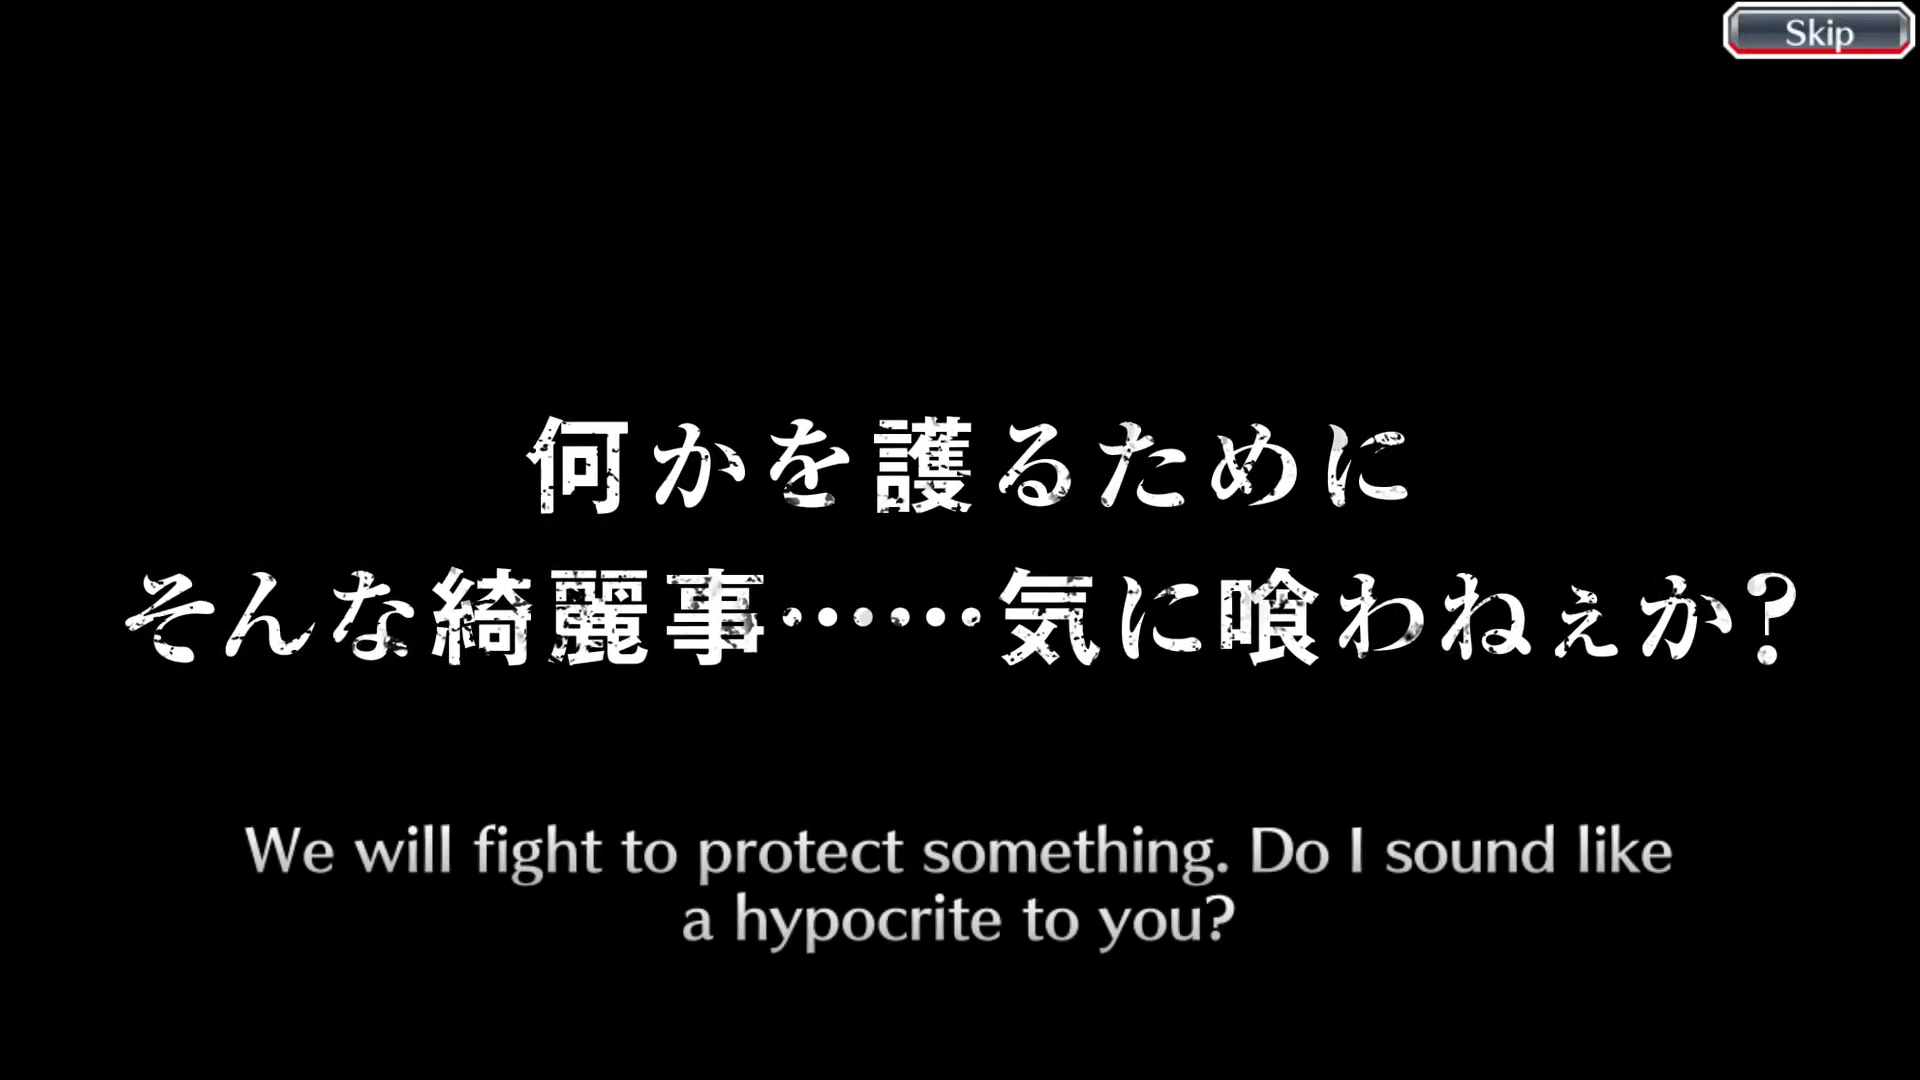 Skip
何かを護るために
そんな綺麗事……気に喰わねぇか?
We will fight to protect something. Do I sound like
a hypocrite to you?